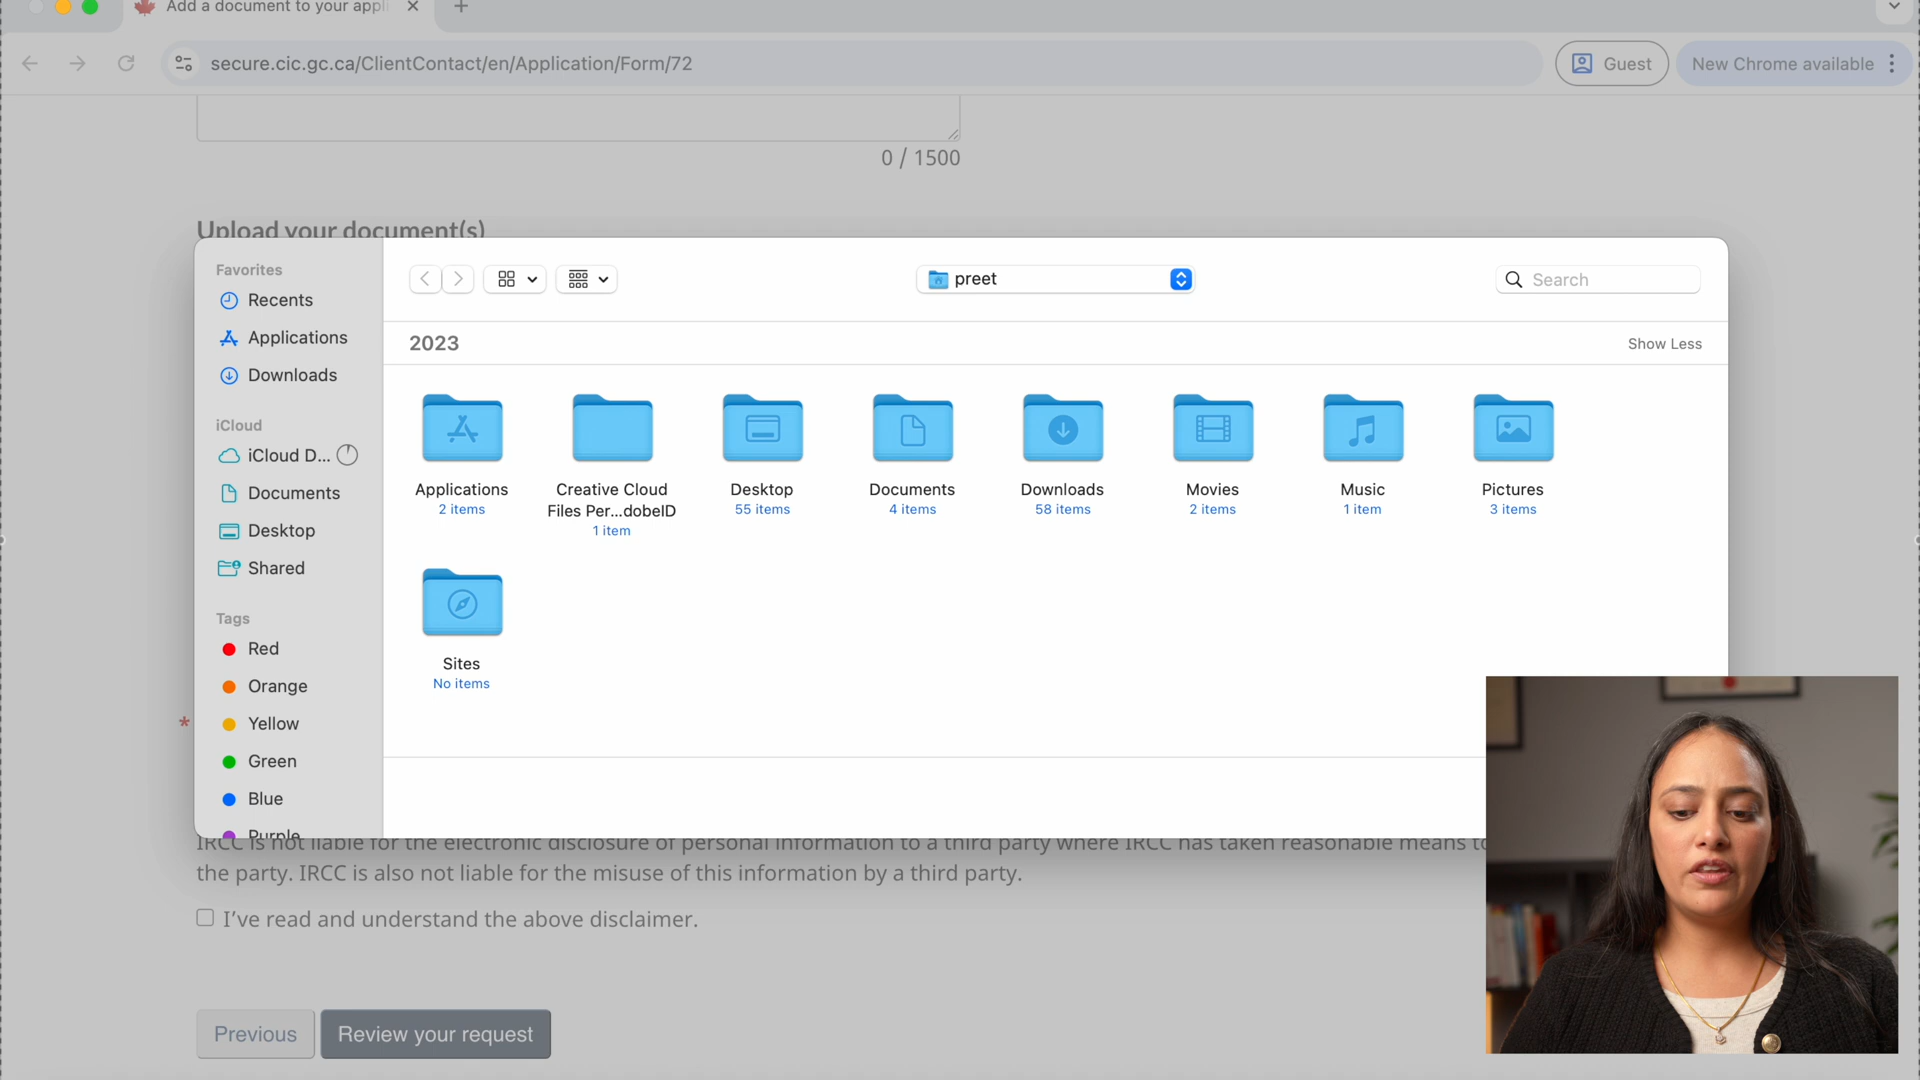 Add a document to your appl
secure.cic.gc.ca/ClientContact/en/Application/Form/72
Guest
New Chrome available
0 / 1500
Upload your document(s)
Favorites
Recents
Applications
Downloads
iCloud
iCloud D...
Documents
Desktop
Shared
Tags
Red
Orange
Yellow
Green
Blue
Purple
preet
Search
2023
Show Less
Applications
2 items
Creative Cloud
Files Per...dobeID
1 item
Desktop
55 items
Documents
4 items
Downloads
58 items
Movies
2 items
Music
1 item
Pictures
3 items
Sites
No items
*
IRCC is not liable for the electronic disclosure of personal information to a third party where IRCC has taken reasonable means to
the party. IRCC is also not liable for the misuse of this information by a third party.
I've read and understand the above disclaimer.
Previous
Review your request